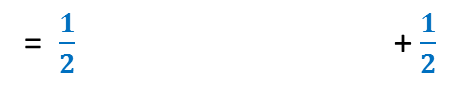 = 1/2 + 1/2